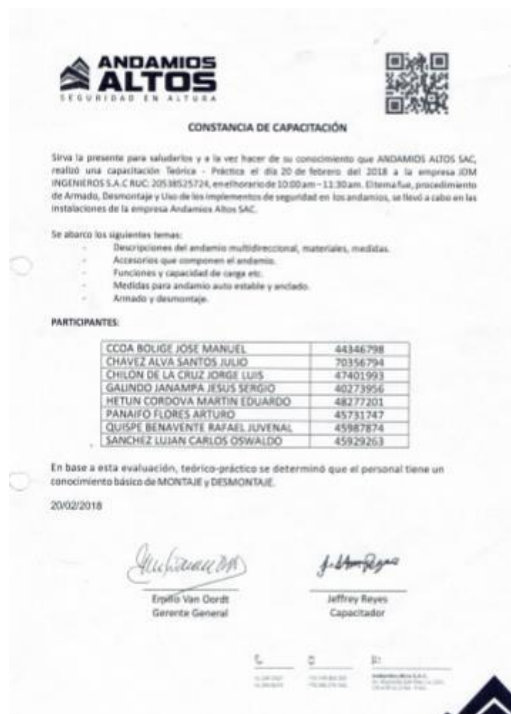 ANDAMIOS
ALTOS
SEGURIDAD EN ALTURA
CONSTANCIA DE CAPACITACIÓN
Sirva la presente para saludarlos y a la vez hacer de su conocimiento que ANDAMIOS ALTOS SAC,
realizó una capacitación Teórica - Práctica el día 20 de febrero del 2018 a la empresa JDM
INGENIEROS S.A.C RUC: 20538525724, en el horario de 10:00 am – 11:30 am. El tema fue, procedimiento
de Armado, Desmontaje y Uso de los implementos de seguridad en los andamios, se llevó a cabo en las
instalaciones de la empresa Andamios Altos SAC.
Se abarco los siguientes temas:
- Descripciones del andamio multidireccional, materiales, medidas.
- Accesorios que componen el andamio.
- Funciones y capacidad de carga etc.
- Medidas para andamio auto estable y anclado.
- Armado y desmontaje.
PARTICIPANTES:
CCOA BOLIGE JOSE MANUEL 44346798
CHAVEZ ALVA SANTOS JULIO 70356794
CHILON DE LA CRUZ JORGE LUIS 47401993
GALINDO JANAMPA JESUS SERGIO 40273956
HETUN CORDOVA MARTIN EDUARDO 48277201
PANAIFO FLORES ARTURO 45731747
QUISPE BENAVENTE RAFAEL JUVENAL 45987874
SANCHEZ LUJAN CARLOS OSWALDO 45929263
En base a esta evaluación, teórico-práctico se determinó que el personal tiene un
conocimiento básico de MONTAJE y DESMONTAJE.
20/02/2018
Emilio Van Oordt
Gerente General
Jeffrey Reyes
Capacitador